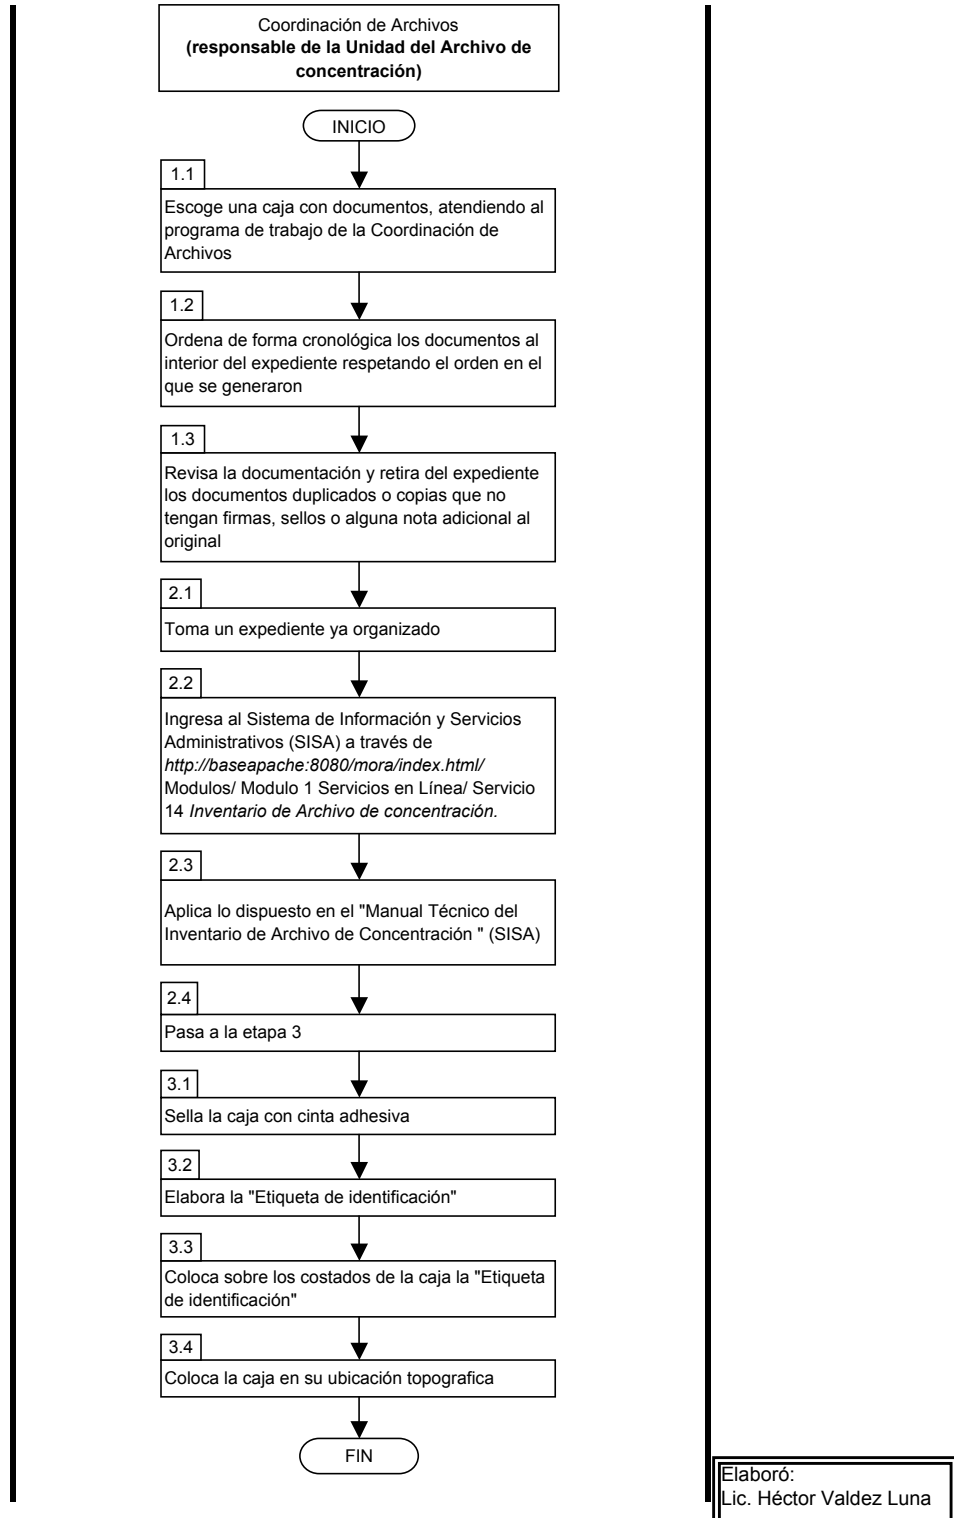 Coordinación de Archivos
(responsable de la Unidad del Archivo de
concentración)
INICIO
1.1
Escoge una caja con documentos, atendiendo al
programa de trabajo de la Coordinación de
Archivos
1.2
Ordena de forma cronológica los documentos al
interior del expediente respetando el orden en el
que se generaron
1.3
Revisa la documentación y retira del expediente
los documentos duplicados o copias que no
tengan firmas, sellos o alguna nota adicional al
original
2.1
Toma un expediente ya organizado
2.2
Ingresa al Sistema de Información y Servicios
Administrativos (SISA) a través de
http://baseapache:8080/mora/index.html/
Modulos/ Modulo 1 Servicios en Línea/ Servicio
14 Inventario de Archivo de concentración.
2.3
Aplica lo dispuesto en el "Manual Técnico del
Inventario de Archivo de Concentración " (SISA)
2.4
Pasa a la etapa 3
3.1
Sella la caja con cinta adhesiva
3.2
Elabora la "Etiqueta de identificación"
3.3
Coloca sobre los costados de la caja la "Etiqueta
de identificación"
3.4
Coloca la caja en su ubicación topografica
FIN
Elaboró:
Lic. Héctor Valdez Luna